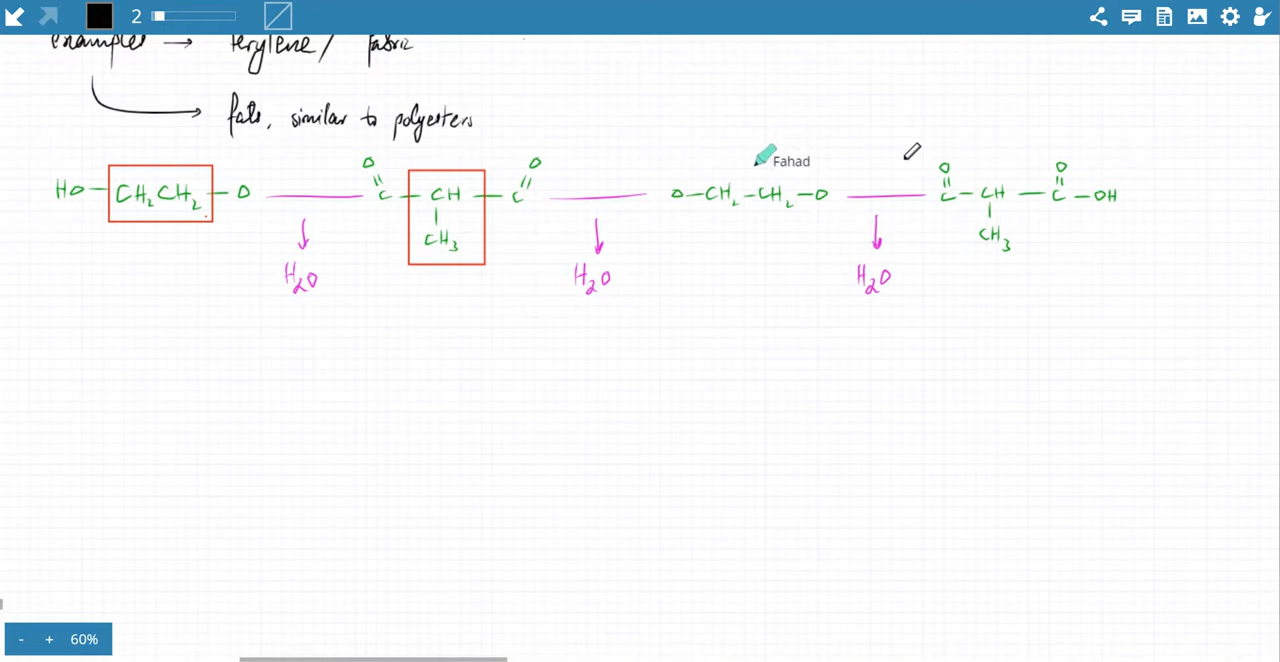 2
examples → terylene / fabric
fats, similar to polyesters
Fahad
O O O O
HO-CH₂CH₂-O C-CH-C O-CH₂-CH₂-O C-CH-C-OH
CH₃ CH₃
H₂O H₂O H₂O
- + 60%